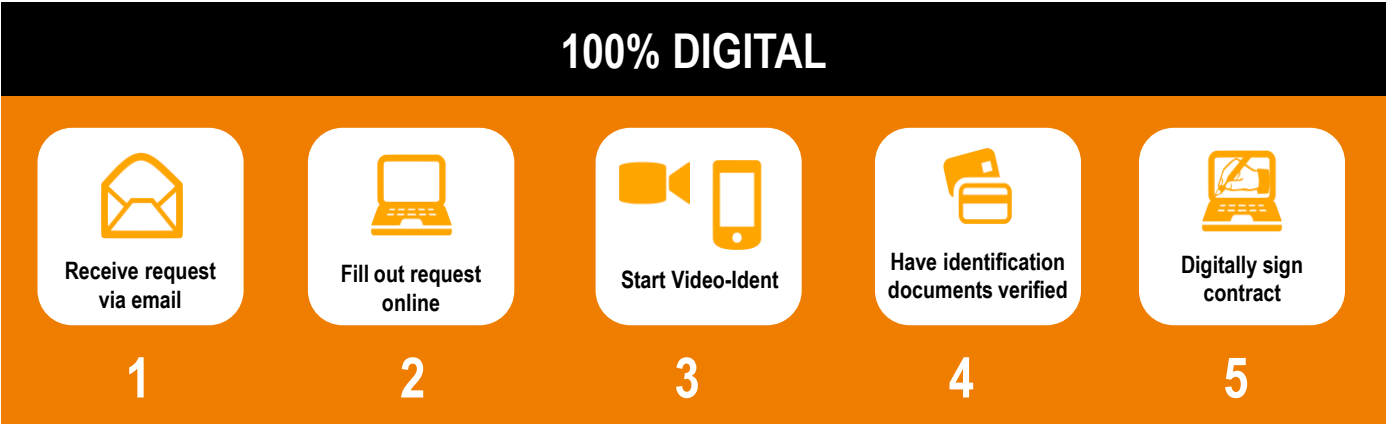 100% DIGITAL
Receive request
via email
Fill out request
online
Start Video-Ident
Have identification
documents verified
Digitally sign
contract
1
2
3
4
5